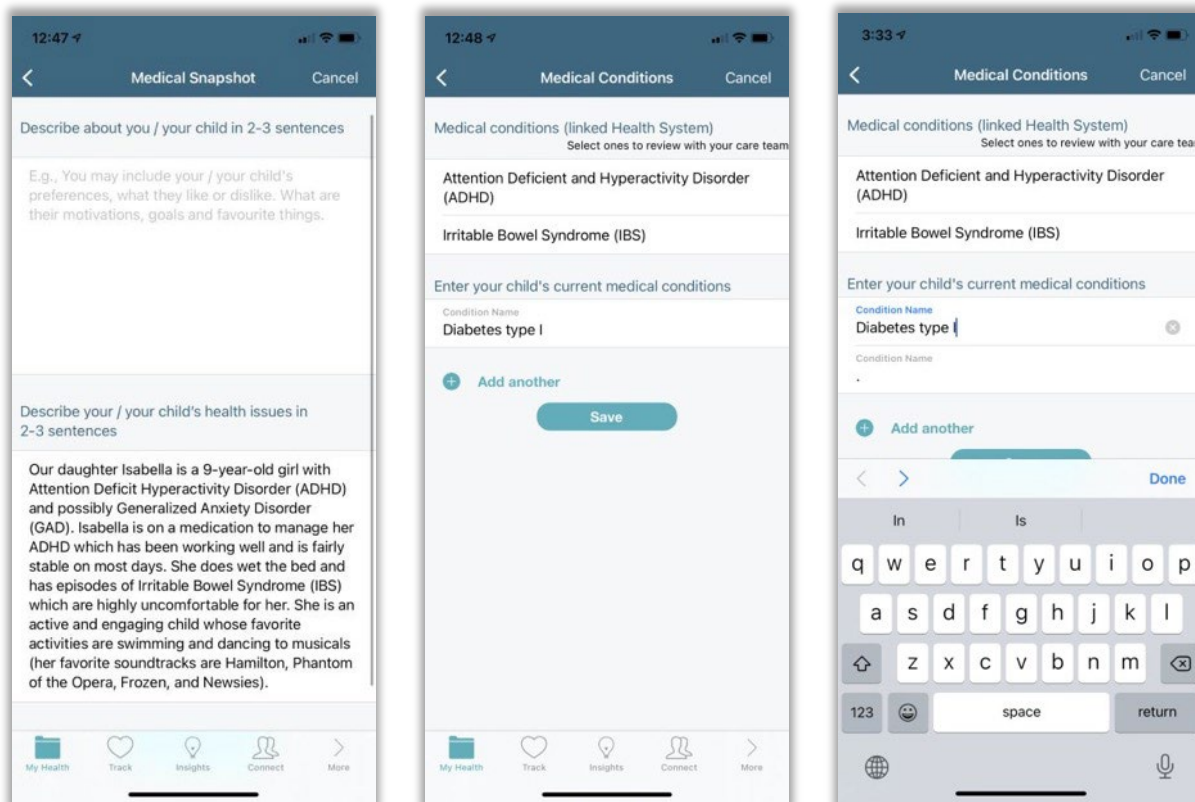 12:47
Medical Snapshot
Cancel
Describe about you / your child in 2-3 sentences
E.g., You may include your / your child's
preferences, what they like or dislike. What are
their motivations, goals and favourite things.
Describe your / your child's health issues in
2-3 sentences
Our daughter Isabella is a 9-year-old girl with
Attention Deficit Hyperactivity Disorder (ADHD)
and possibly Generalized Anxiety Disorder
(GAD). Isabella is on a medication to manage her
ADHD which has been working well and is fairly
stable on most days. She does wet the bed and
has episodes of Irritable Bowel Syndrome (IBS)
which are highly uncomfortable for her. She is an
active and engaging child whose favorite
activities are swimming and dancing to musicals
(her favorite soundtracks are Hamilton, Phantom
of the Opera, Frozen, and Newsies).
My Health Track Insights Connect More
12:48
Medical Conditions
Cancel
Medical conditions (linked Health System)
Select ones to review with your care team
Attention Deficient and Hyperactivity Disorder
(ADHD)
Irritable Bowel Syndrome (IBS)
Enter your child's current medical conditions
Condition Name
Diabetes type I
Add another
Save
My Health Track Insights Connect More
3:33
Medical Conditions
Cancel
Medical conditions (linked Health System)
Select ones to review with your care tea
Attention Deficient and Hyperactivity Disorder
(ADHD)
Irritable Bowel Syndrome (IBS)
Enter your child's current medical conditions
Condition Name
Diabetes type I
Condition Name
.
Add another
Done
In Is
q w e r t y u i o p
a s d f g h j k l
z x c v b n m
123 space return